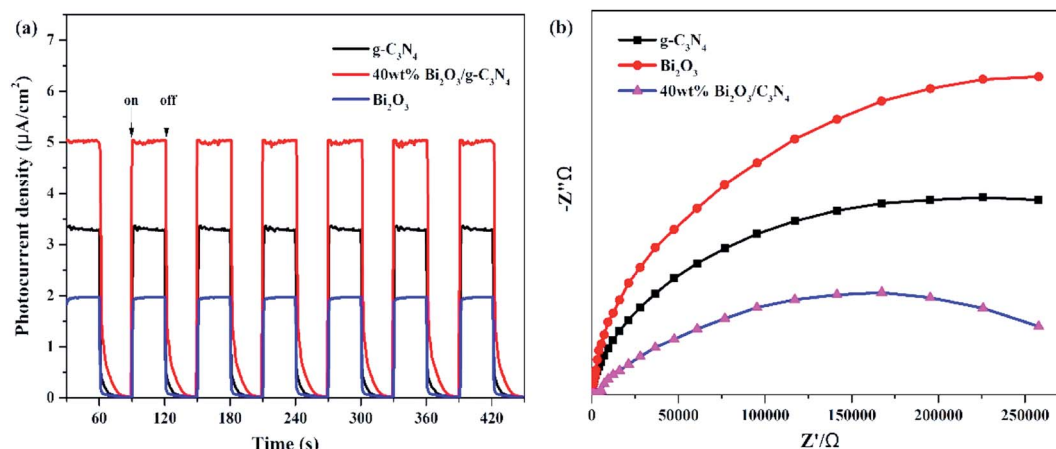 (a)
g-C₃N₄
40wt% Bi₂O₃/g-C₃N₄
Bi₂O₃
on off
7
6
5
4
3
2
1
0
Photocurrent density (μA/cm²)
60 120 180 240 300 360 420
Time (s)
(b)
g-C₃N₄
Bi₂O₃
40wt% Bi₂O₃/C₃N₄
-Z''Ω
0 50000 100000 150000 200000 250000
Z'/Ω